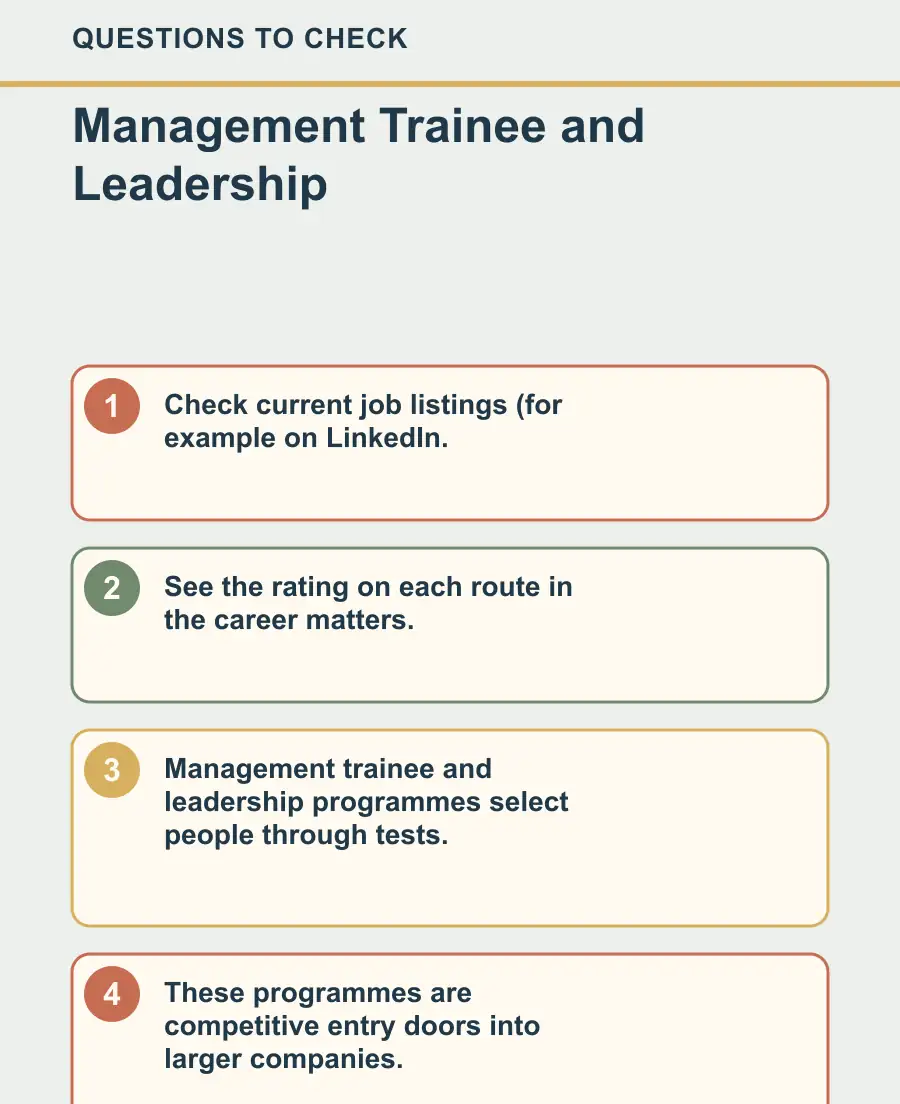 QUESTIONS TO CHECK
Management Trainee and
Leadership
1
Check current job listings (for
example on LinkedIn.
2
See the rating on each route in
the career matters.
3
Management trainee and
leadership programmes select
people through tests.
4
These programmes are
competitive entry doors into
larger companies.